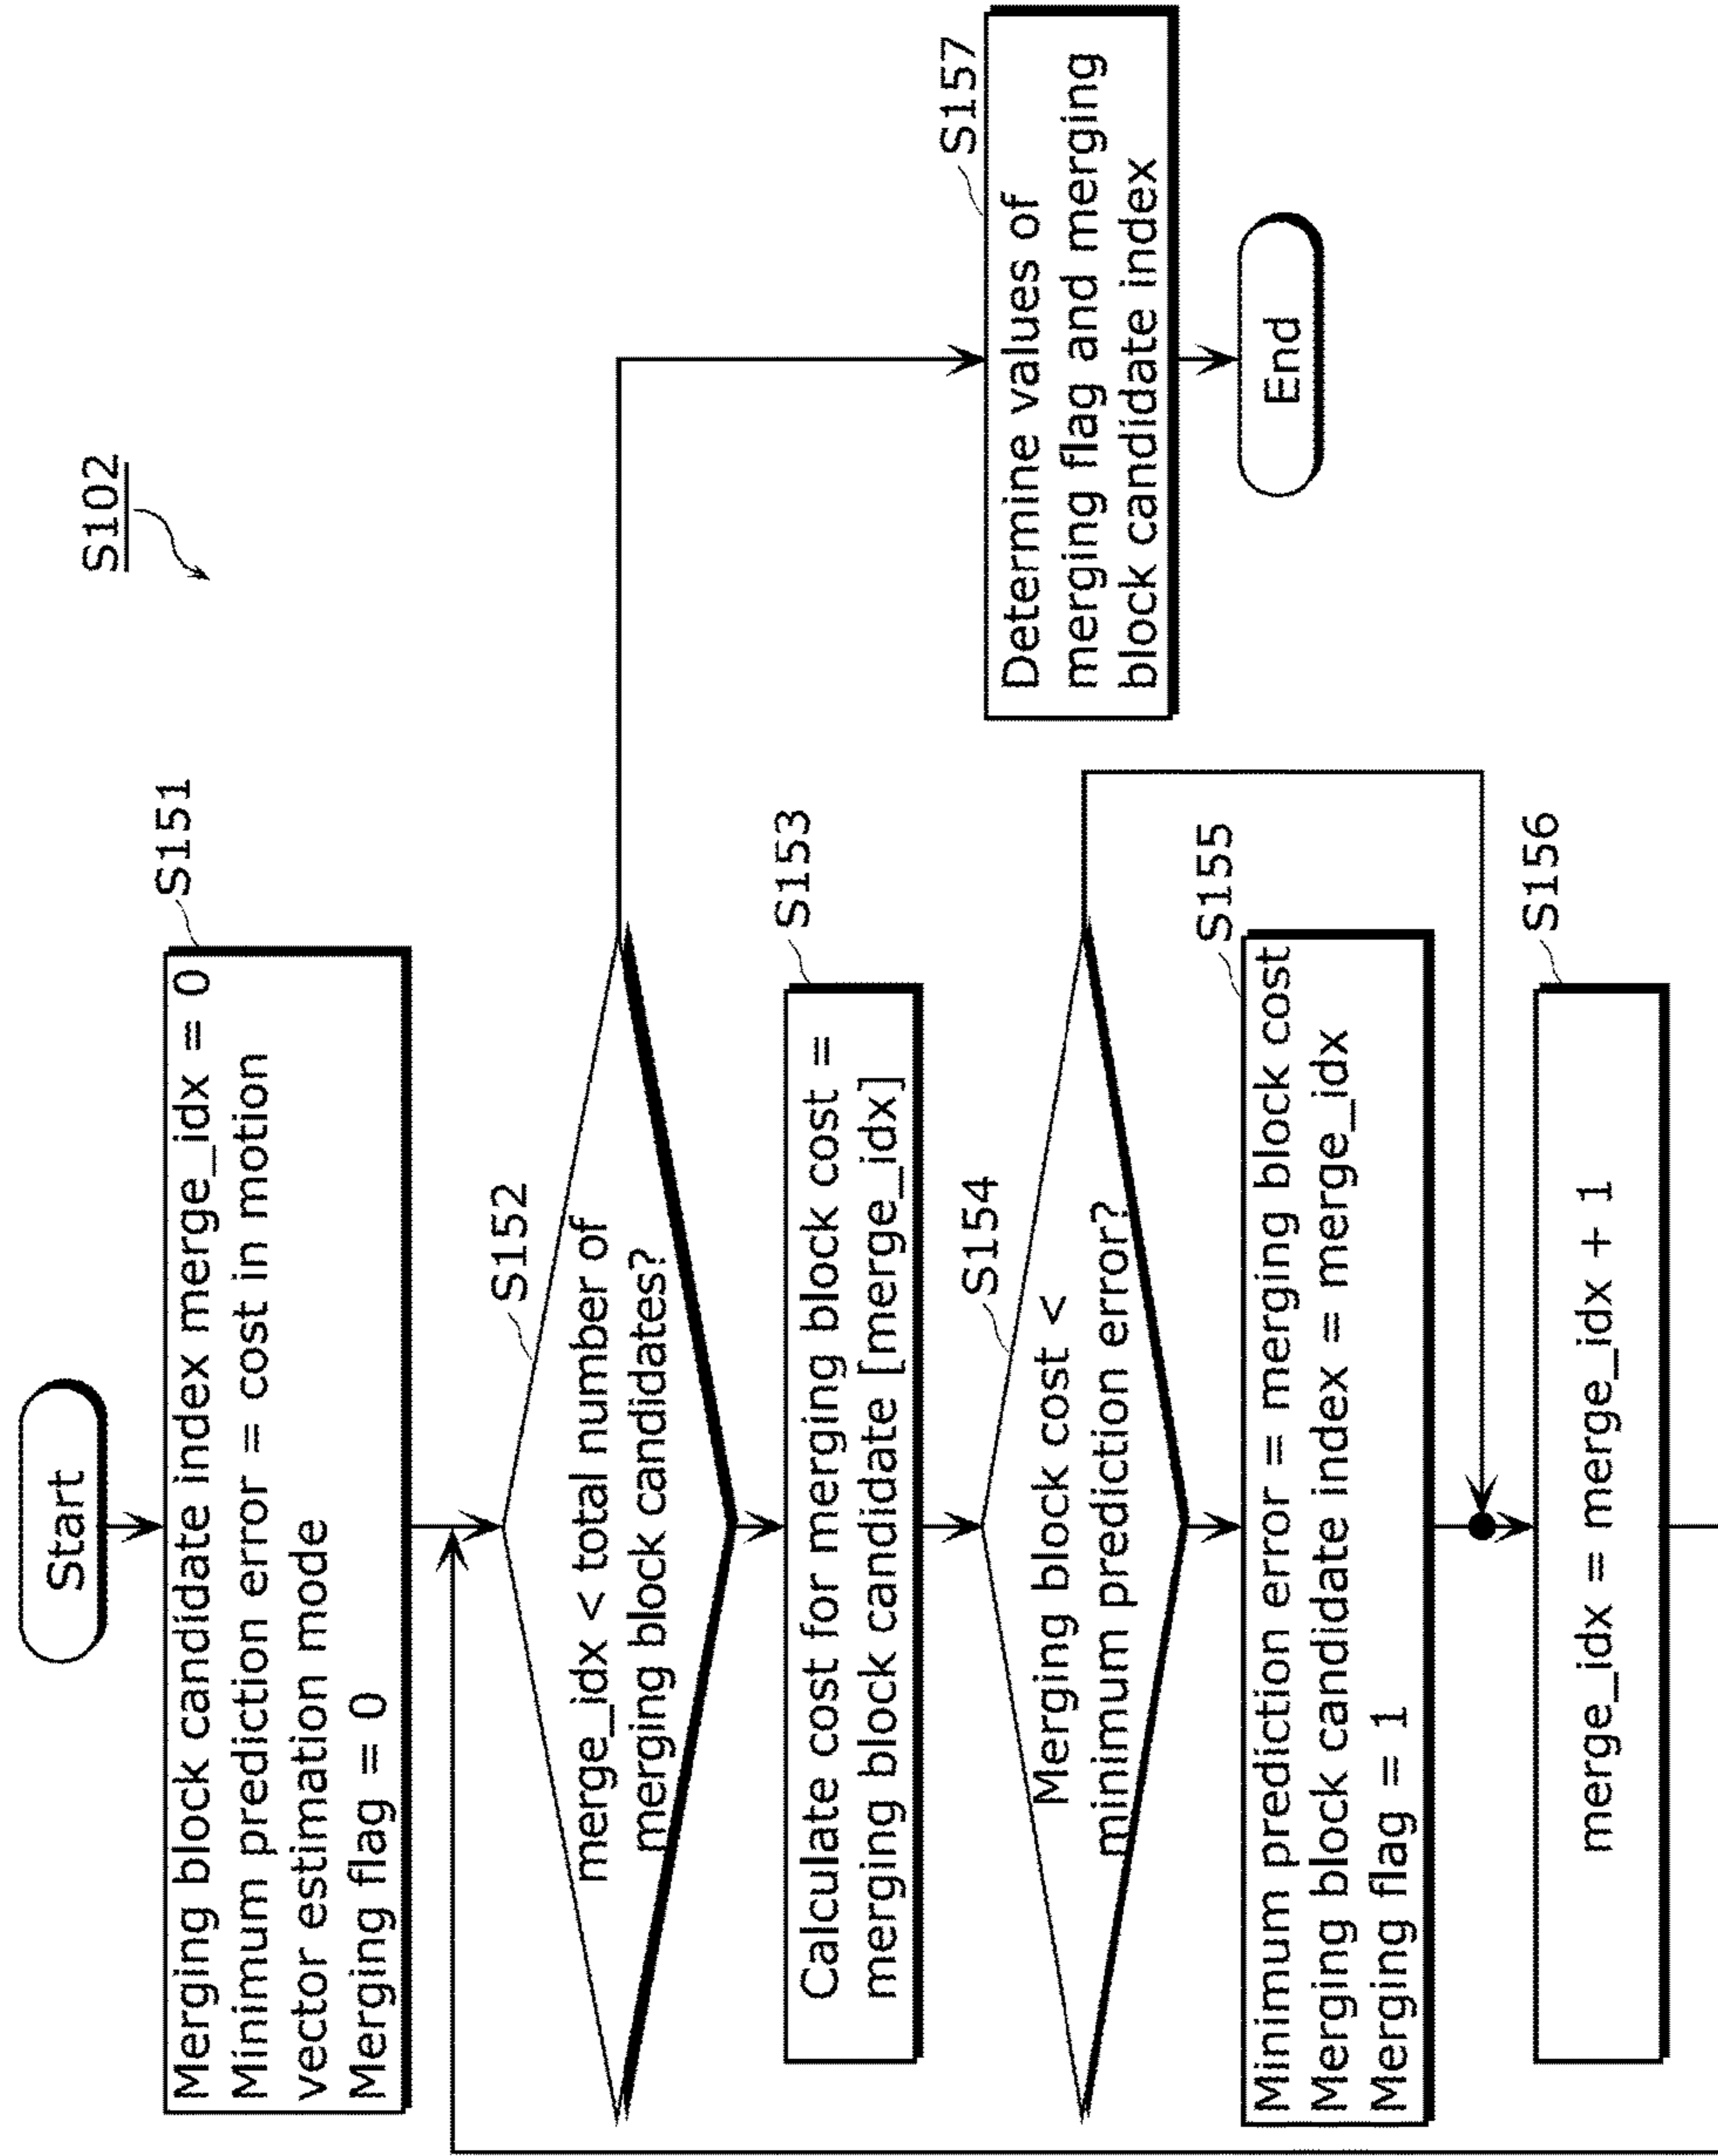 S102
Start
S151
Merging block candidate index merge_idx = 0
Minimum prediction error = cost in motion
vector estimation mode
Merging flag = 0
S152
merge_idx < total number of
merging block candidates?
S153
Calculate cost for merging block cost =
merging block candidate [merge_idx]
S154
Merging block cost <
minimum prediction error?
S155
Minimum prediction error = merging block cost
Merging block candidate index = merge_idx
Merging flag = 1
S156
merge_idx = merge_idx + 1
S157
Determine values of
merging flag and merging
block candidate index
End